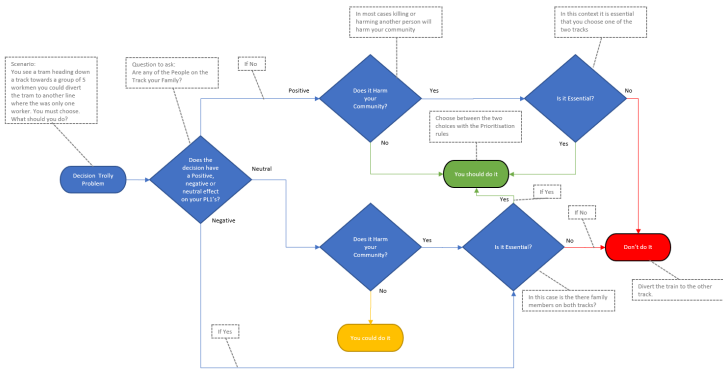 Scenario:
You see a tram heading down
a track towards a group of 5
workmen you could divert
the tram to another line
where the was only one
worker. You must choose.
What should you do?
Question to ask:
Are any of the People on the
Track your Family?
If No
In most cases killing or
harming another person will
harm your community
In this context it is essential
that you choose one of the
two tracks
Positive
Does it Harm
your
Community?
Yes
Is it Essential?
No
No
Choose between the two
choices with the Prioritisation
rules
Yes
Decision Trolly
Problem
Does the
decision have
a Positive,
negative or
neutral effect
on your PL1's?
Neutral
Negative
You should do it
If Yes
Yes
Does it Harm
your
Community?
Yes
Is it Essential?
If No
No
Don't do it
No
In this case is the there family
members on both tracks?
Divert the train to the other
track.
If Yes
You could do it